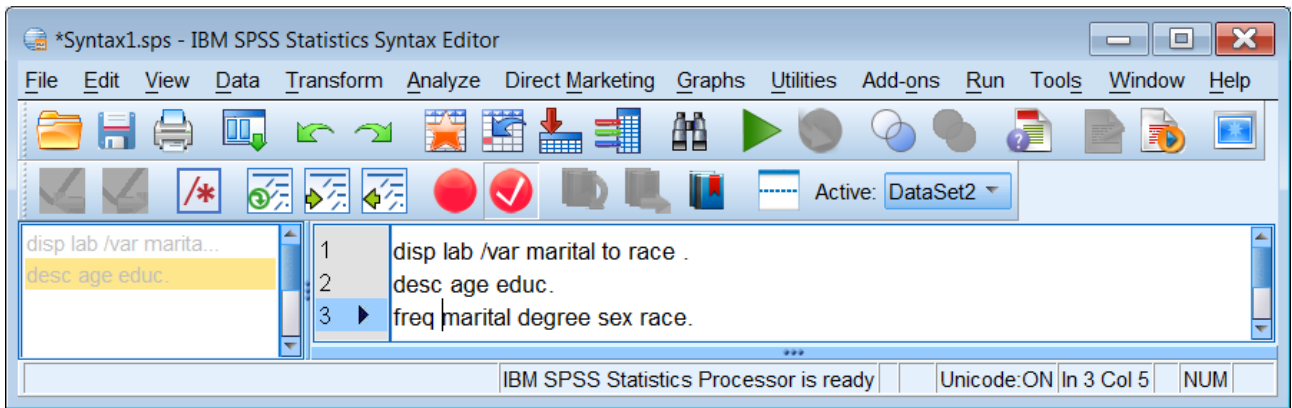 *Syntax1.sps - IBM SPSS Statistics Syntax Editor
File Edit View Data Transform Analyze Direct Marketing Graphs Utilities Add-ons Run Tools Window Help
/*
Active: DataSet2
disp lab /var marita...
desc age educ.
1 disp lab /var marital to race .
2 desc age educ.
3 freq marital degree sex race.
IBM SPSS Statistics Processor is ready Unicode:ON In 3 Col 5 NUM